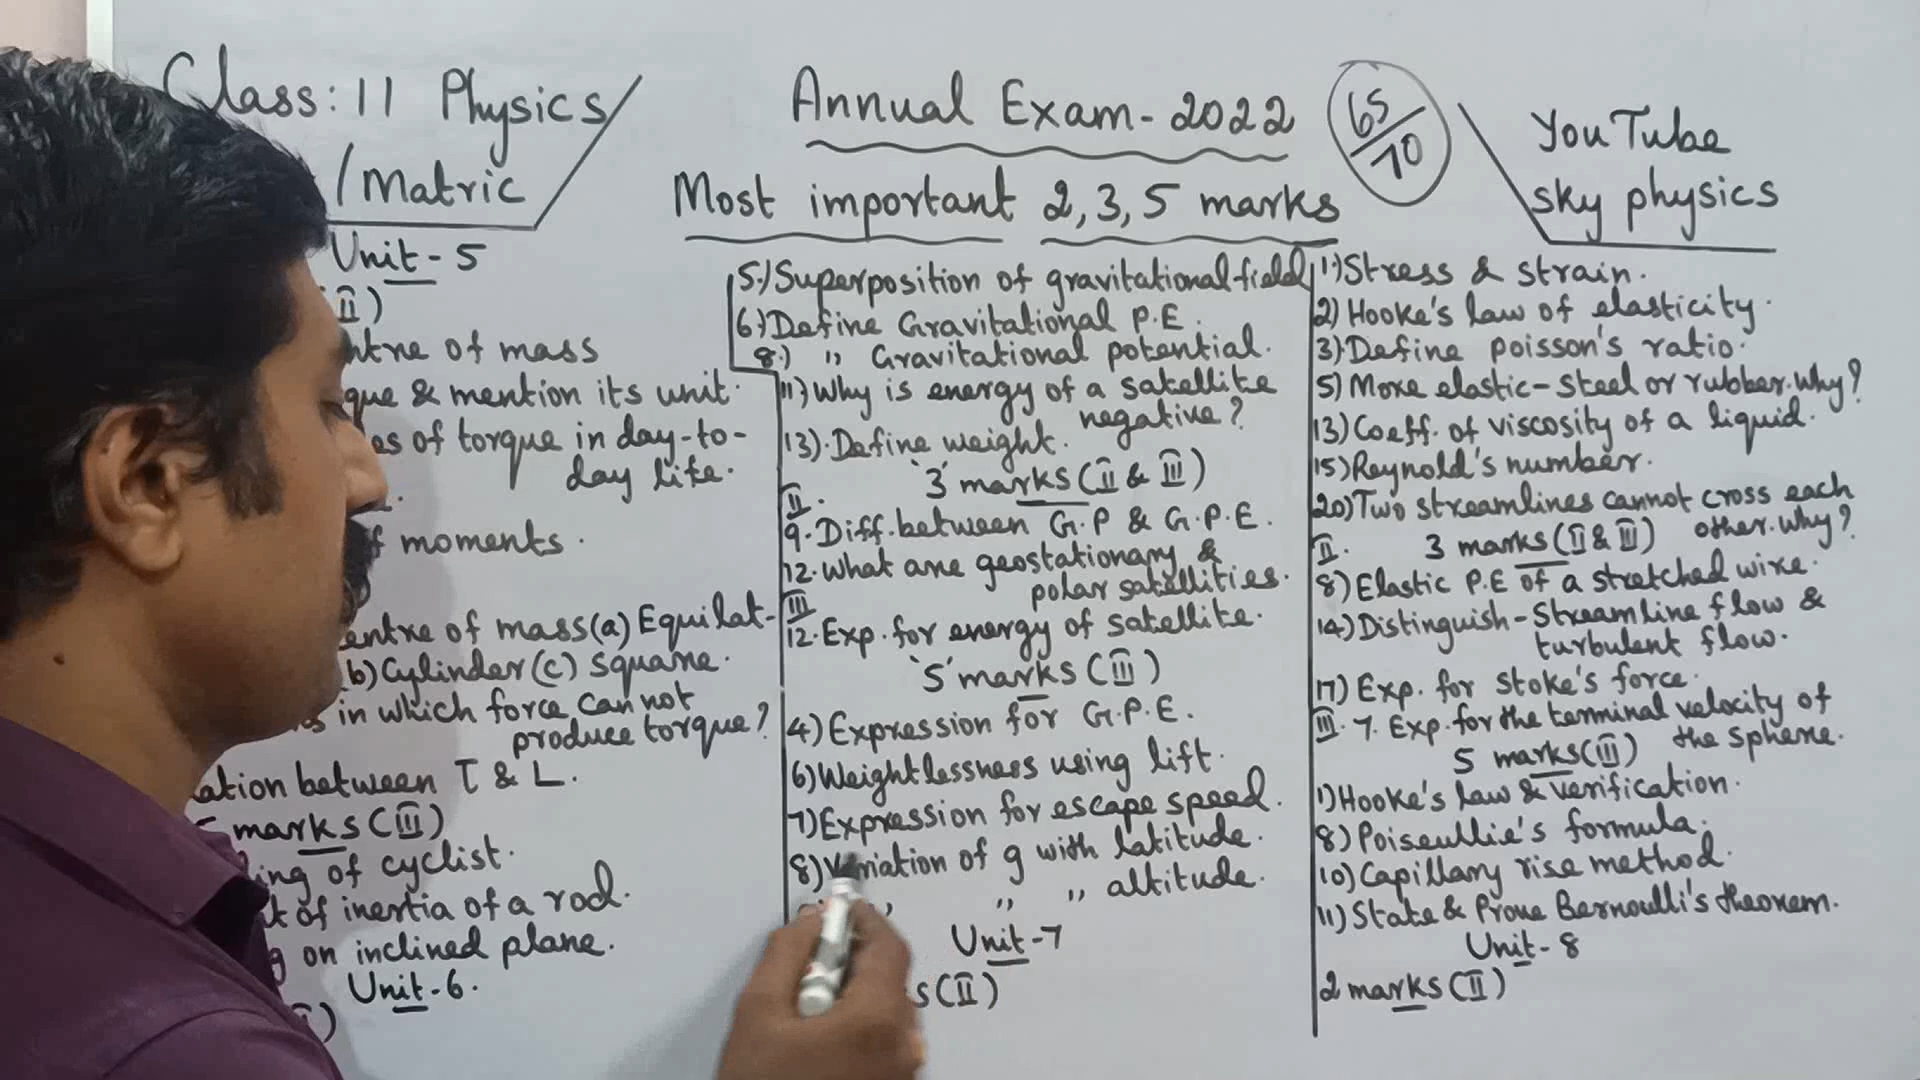 Class: 11 Physics
/Matric
Annual Exam-2022
Most important 2, 3, 5 marks
65/70
YouTube
sky physics
Unit-5
II)
ntre of mass
que & mention its unit.
es of torque in day-to-
day life.
f moments.
entre of mass(a) Equilat-
b)Cylinder(c) Square.
in which force cannot
produce torque?
ation between τ & L.
5 marks (III)
ing of cyclist.
t of inertia of a rod.
g on inclined plane.
Unit-6.
5.)Superposition of gravitational field
6)Define Gravitational P.E.
8.) " Gravitational potential.
11)Why is energy of a satellite
negative?
13).Define weight.
'3' marks (II & III)
II.
9.Diff.between G.P & G.P.E.
12.What are geostationary &
polar satellities.
III
12.Exp.for energy of satellite.
'5' marks (III)
4)Expression for G.P.E.
6)Weightlessness using lift.
7)Expression for escape speed.
8)Variation of g with latitude.
" " " altitude.
Unit-7
s(II)
1)Stress & strain.
2)Hooke's law of elasticity.
3).Define poisson's ratio.
5)More elastic-Steel or rubber.Why?
13)Coeff. of viscosity of a liquid.
15)Reynold's number.
20)Two streamlines cannot cross each
other.Why?
3 marks(II & III)
II.
8)Elastic P.E of a stretched wire.
14)Distinguish-Streamline flow &
turbulent flow.
17) Exp. for Stoke's force.
III. 7. Exp.for the terminal velocity of
the sphere.
5 marks(III)
1)Hooke's law & verification.
8)Poiseullie's formula.
10)Capillary rise method.
11)State & Prove Bernoulli's theorem.
Unit-8
2 marks (II)